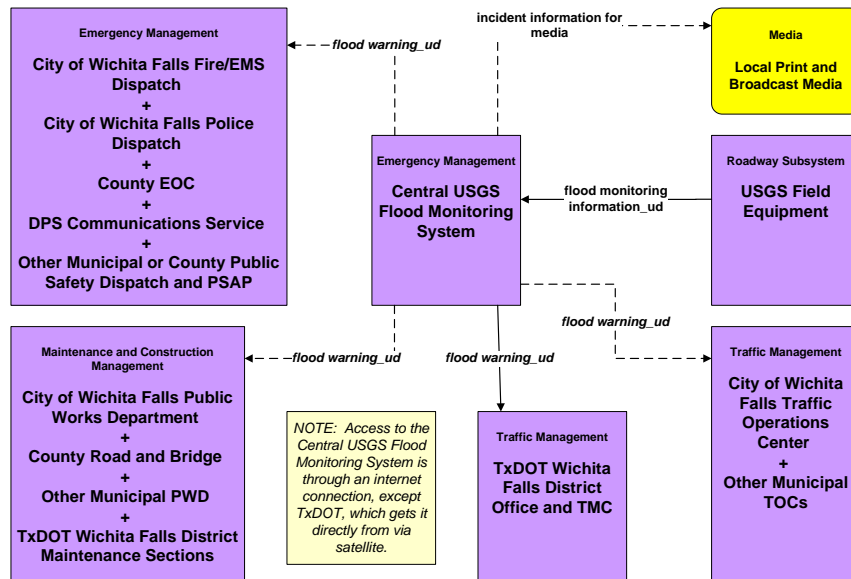 Emergency Management
City of Wichita Falls Fire/EMS
Dispatch
+
City of Wichita Falls Police
Dispatch
+
County EOC
+
DPS Communications Service
+
Other Municipal or County Public
Safety Dispatch and PSAP
flood warning_ud
incident information for
media
Media
Local Print and
Broadcast Media
Emergency Management
Central USGS
Flood Monitoring
System
flood monitoring
information_ud
Roadway Subsystem
USGS Field
Equipment
flood warning_ud
flood warning_ud
flood warning_ud
Maintenance and Construction
Management
City of Wichita Falls Public
Works Department
+
County Road and Bridge
+
Other Municipal PWD
+
TxDOT Wichita Falls District
Maintenance Sections
NOTE: Access to the
Central USGS Flood
Monitoring System is
through an internet
connection, except
TxDOT, which gets it
directly from via
satellite.
Traffic Management
TxDOT Wichita
Falls District
Office and TMC
Traffic Management
City of Wichita
Falls Traffic
Operations
Center
+
Other Municipal
TOCs